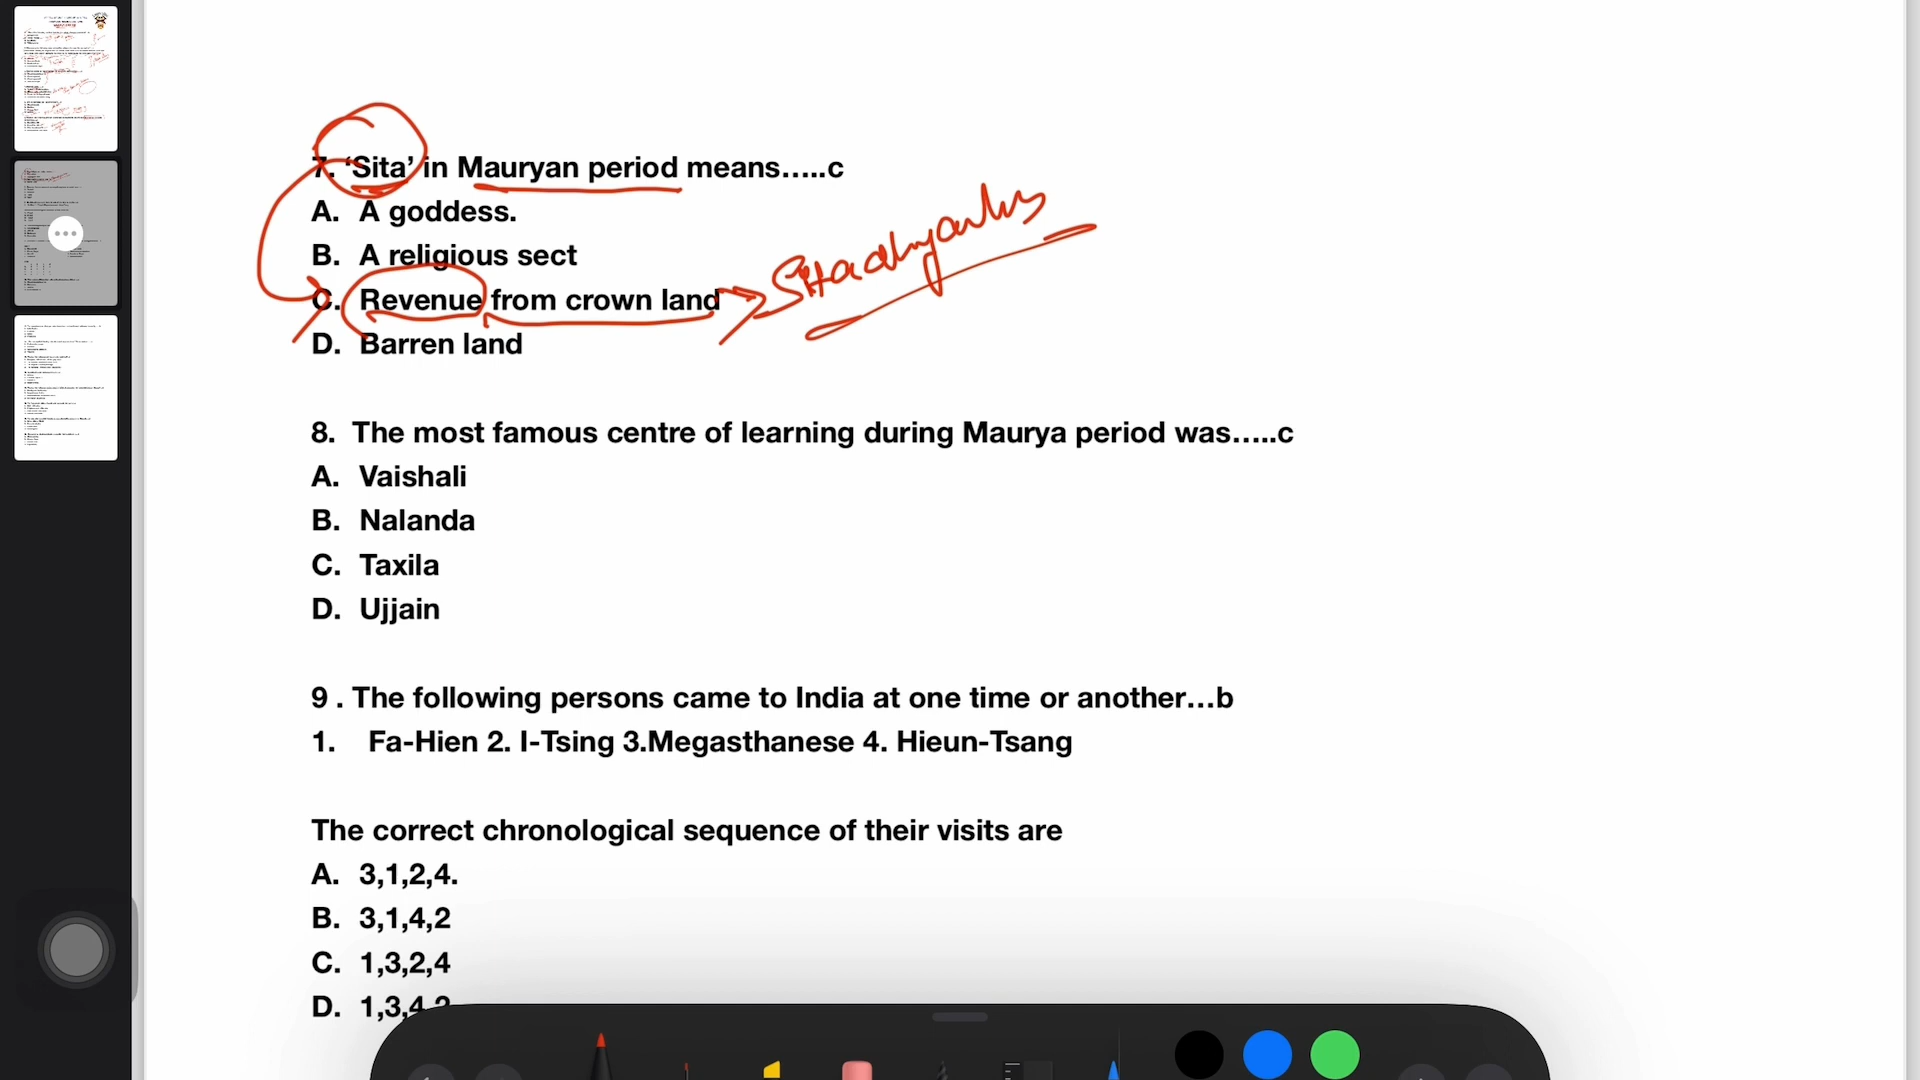 7. ‘Sita’ in Mauryan period means…..c
A. A goddess.
B. A religious sect
C. Revenue from crown land
Sitadhyaksha
D. Barren land
8. The most famous centre of learning during Maurya period was…..c
A. Vaishali
B. Nalanda
C. Taxila
D. Ujjain
9 . The following persons came to India at one time or another…b
1. Fa-Hien 2. I-Tsing 3.Megasthanese 4. Hieun-Tsang
The correct chronological sequence of their visits are
A. 3,1,2,4.
B. 3,1,4,2
C. 1,3,2,4
D. 1,3,4,2